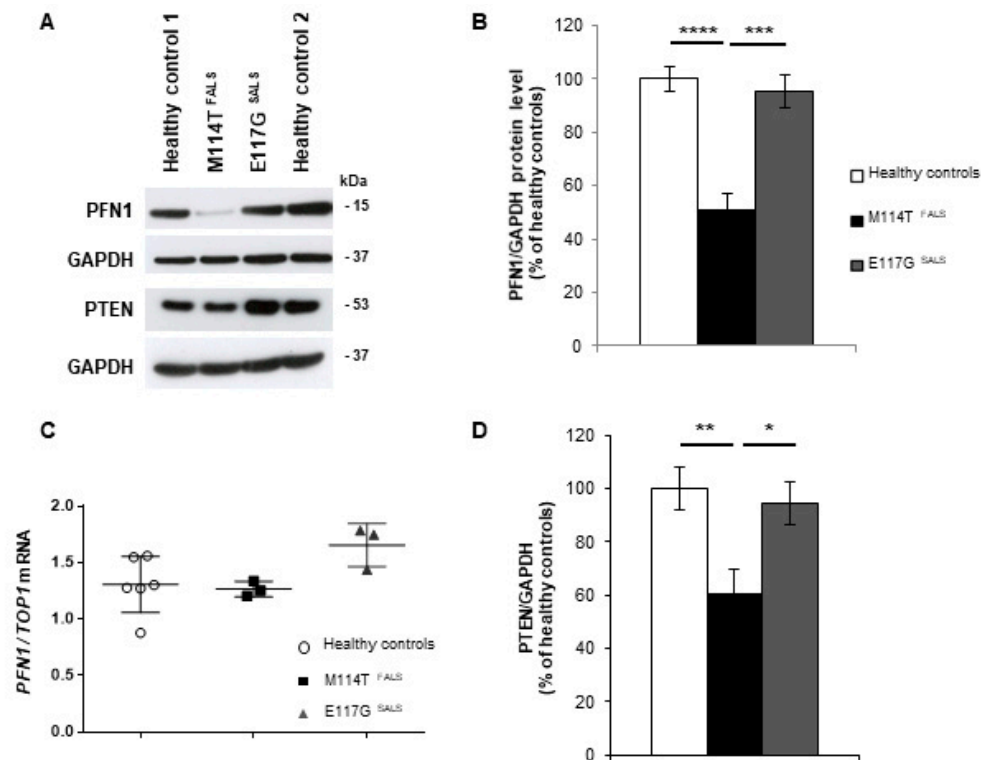 A
Healthy control 1
M114T FALS
E117G SALS
Healthy control 2
kDa
PFN1
- 15
GAPDH
- 37
PTEN
- 53
GAPDH
- 37
B
PFN1/GAPDH protein level
(% of healthy controls)
120
100
80
60
40
20
0
****
***
Healthy controls
M114T FALS
E117G SALS
C
PFN1/TOP1 mRNA
2.0
1.5
1.0
0.5
0.0
Healthy controls
M114T FALS
E117G SALS
D
PTEN/GAPDH
(% of healthy controls)
120
100
80
60
40
20
0
**
*